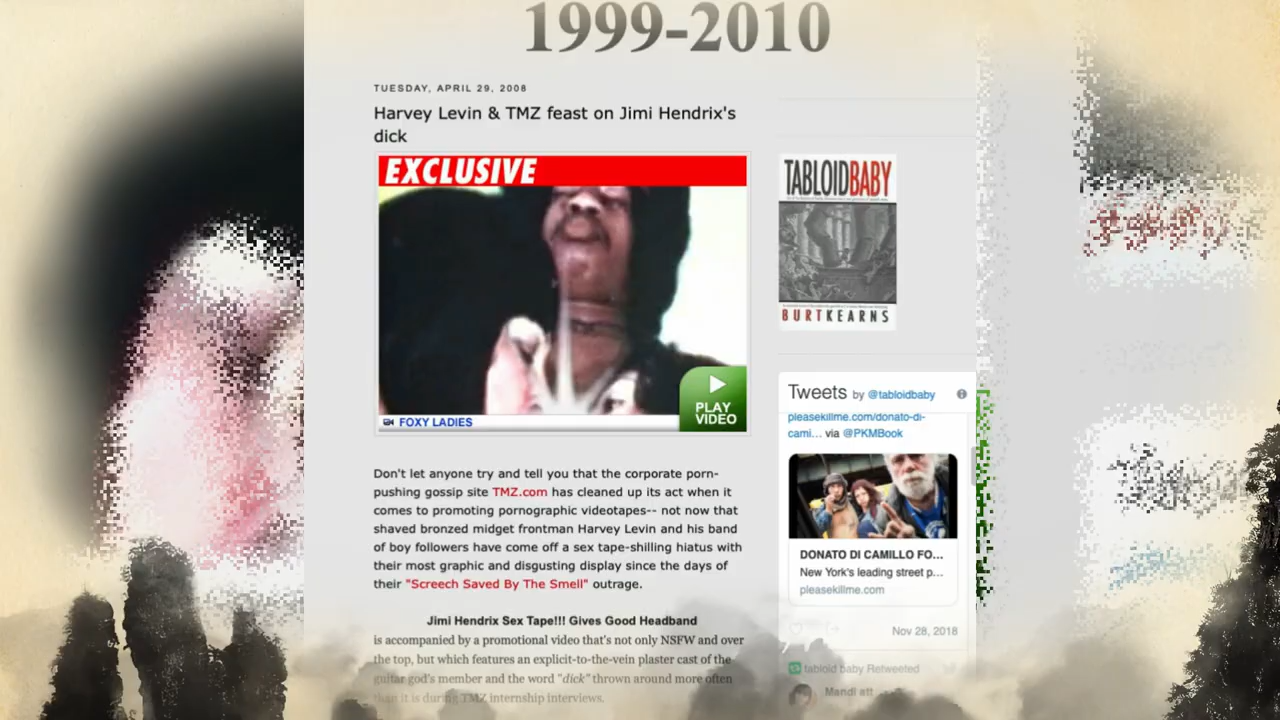 1999-2010
TUESDAY, APRIL 29, 2008
Harvey Levin & TMZ feast on Jimi Hendrix's
dick
EXCLUSIVE
PLAY
VIDEO
FOXY LADIES
Don't let anyone try and tell you that the corporate porn-
pushing gossip site TMZ.com has cleaned up its act when it
comes to promoting pornographic videotapes-- not now that
shaved bronzed midget frontman Harvey Levin and his band
of boy followers have come off a sex tape-shilling hiatus with
their most graphic and disgusting display since the days of
their "Screech Saved By The Smell" outrage.
Jimi Hendrix Sex Tape!!! Gives Good Headband
is accompanied by a promotional video that's not only NSFW and over
the top, but which features an explicit-to-the-vein plaster cast of the
guitar god's member and the word "dick" thrown around more often
than it is during TMZ internship interviews.
TABLOIDBABY
BURTKEARNS
Tweets by @tabloidbaby
pleasekillme.com/donato-di-
cami... via @PKMBook
DONATO DI CAMILLO FO...
New York's leading street p...
pleasekillme.com
Nov 28, 2018
tabloid baby Retweeted
Mandi att